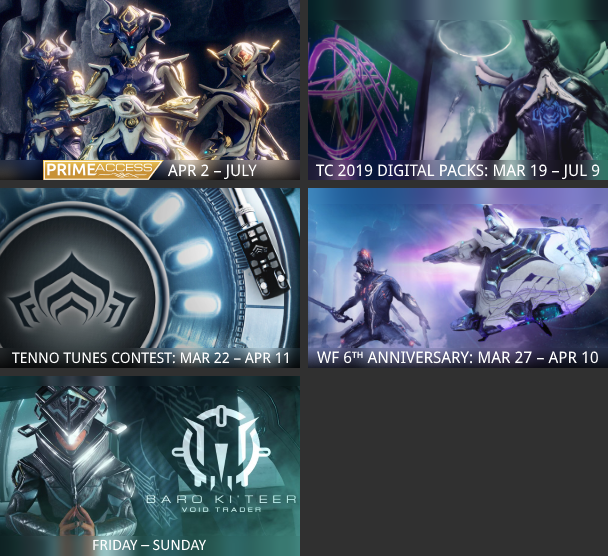 PRIME ACCESS APR 2 – JULY
TC 2019 DIGITAL PACKS: MAR 19 – JUL 9
TENNO TUNES CONTEST: MAR 22 – APR 11
WF 6TH ANNIVERSARY: MAR 27 – APR 10
BARO KI'TEER
VOID TRADER
FRIDAY – SUNDAY